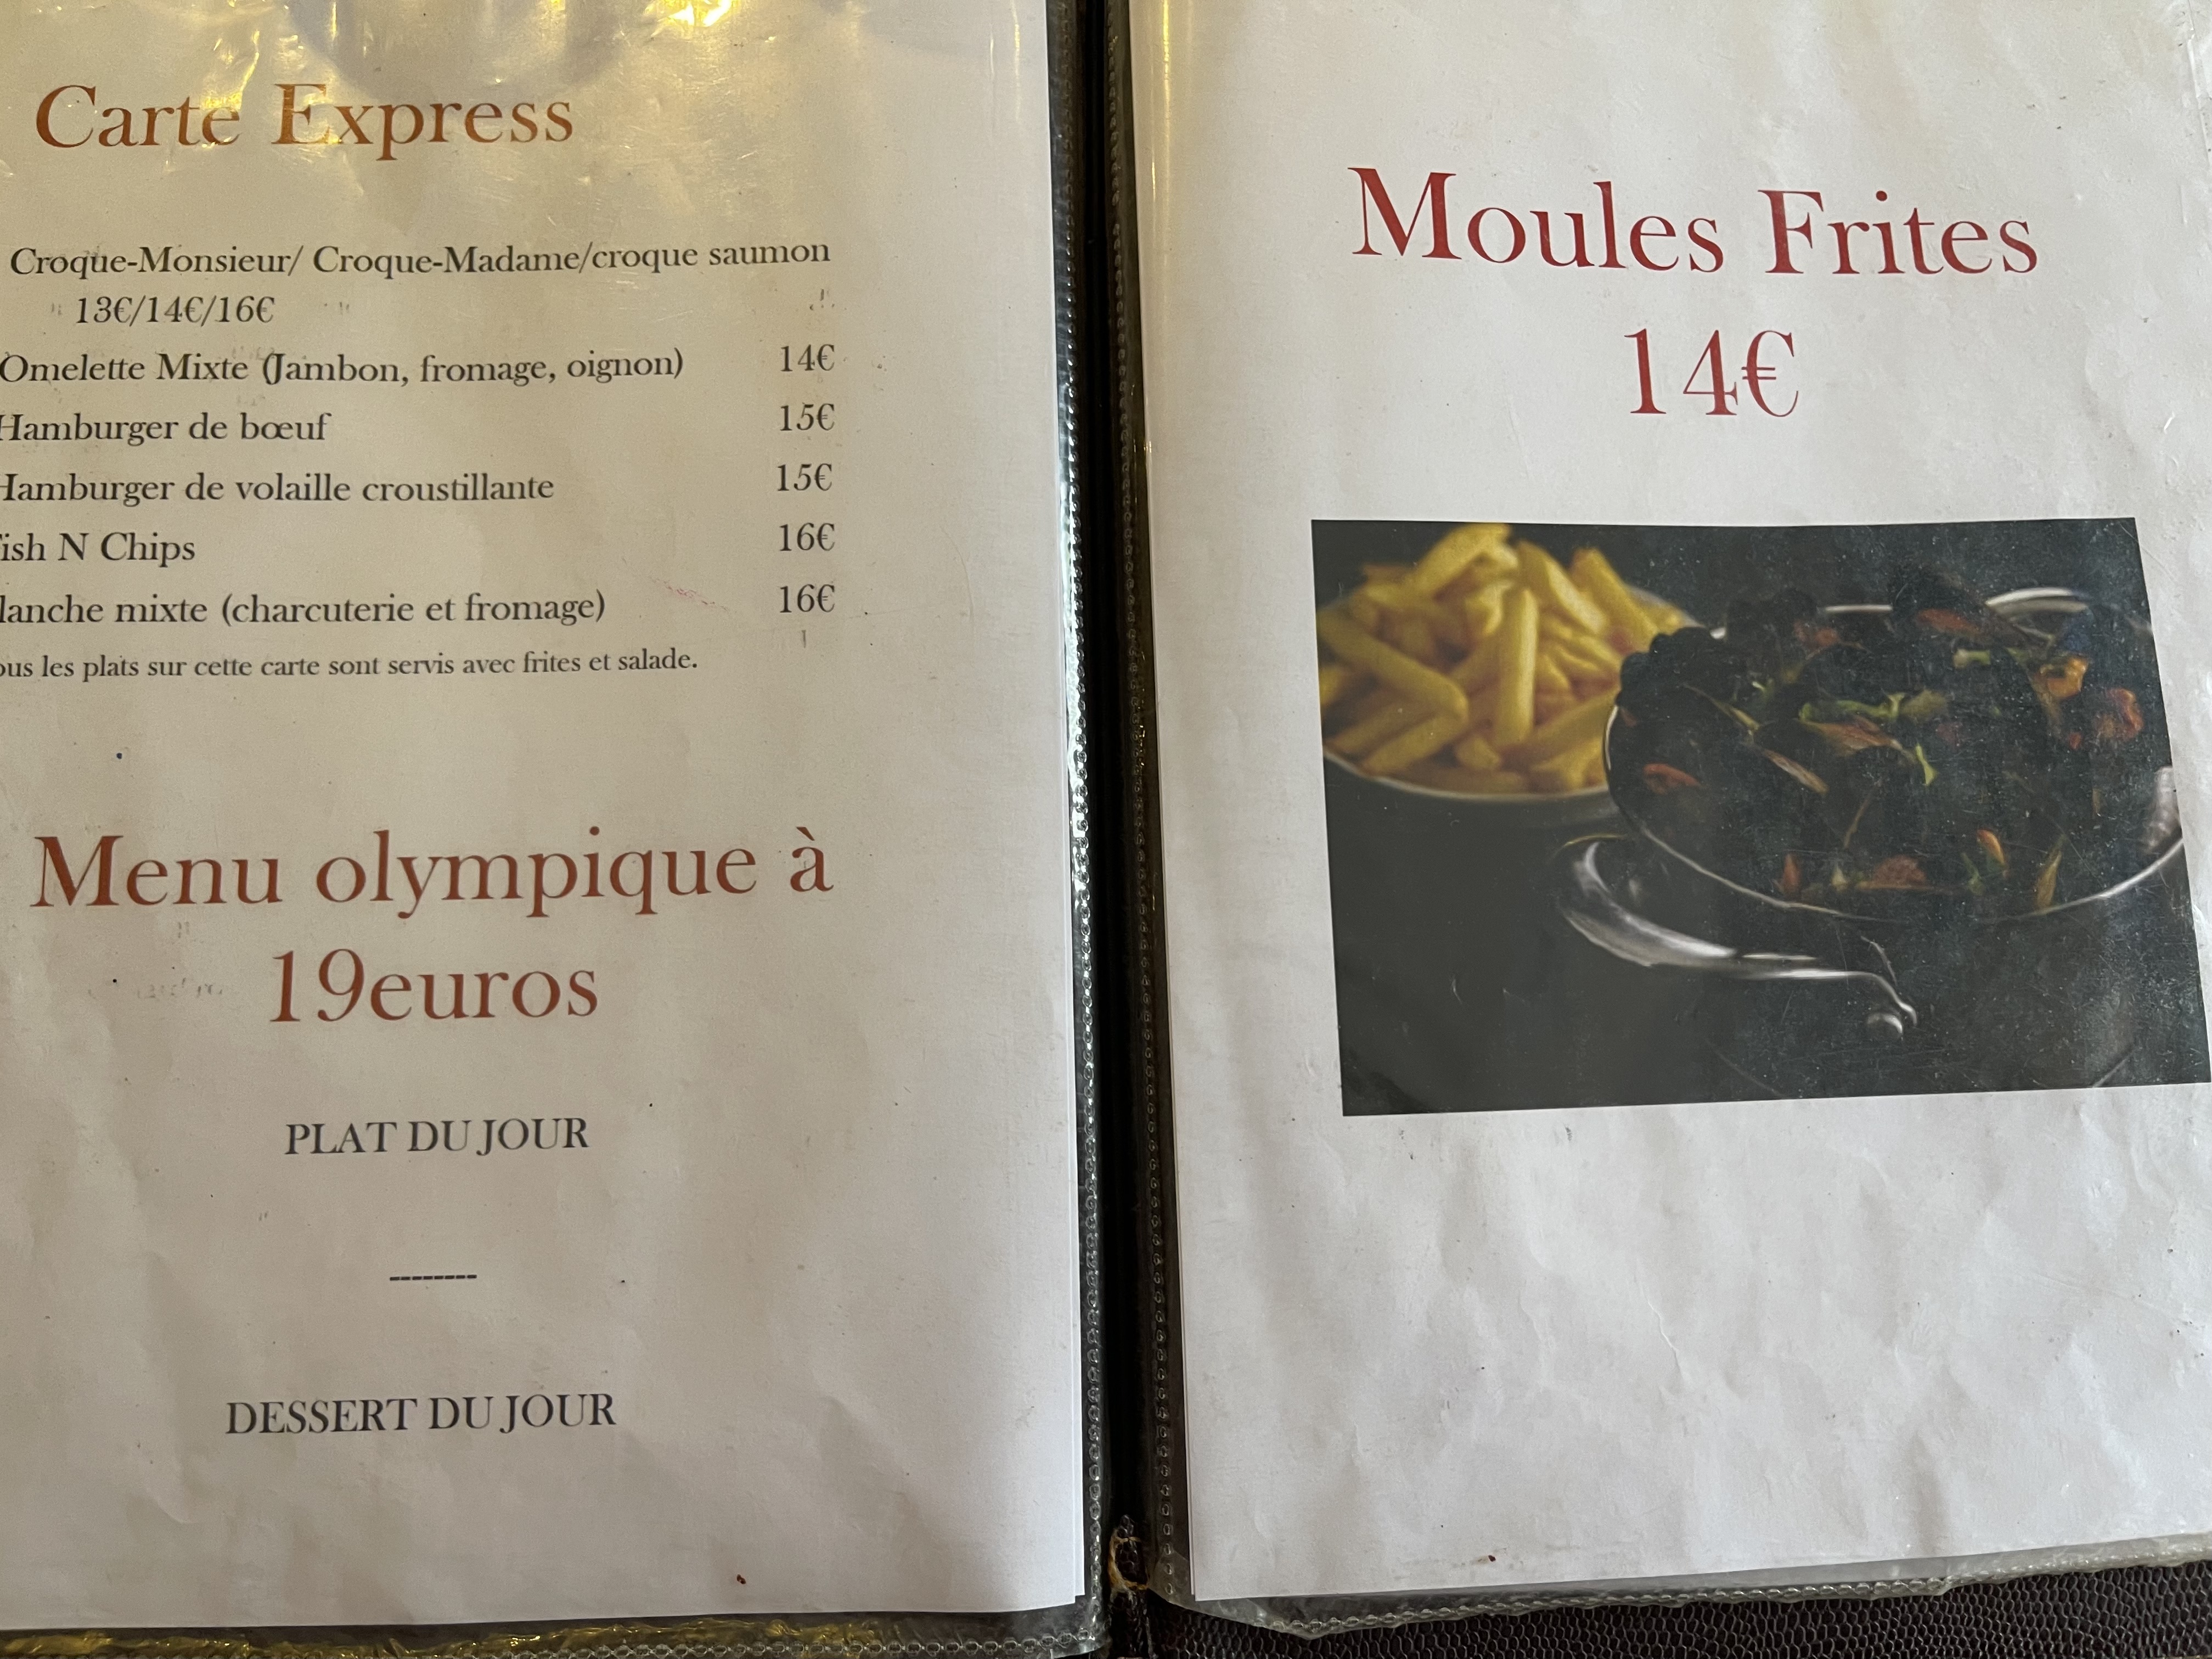 Carte Express
Croque-Monsieur/ Croque-Madame/croque saumon
13€/14€/16€
Omelette Mixte (Jambon, fromage, oignon) 14€
Hamburger de bœuf 15€
Hamburger de volaille croustillante 15€
ish N Chips 16€
lanche mixte (charcuterie et fromage) 16€
ous les plats sur cette carte sont servis avec frites et salade.
Menu olympique à
19euros
PLAT DU JOUR
--------
DESSERT DU JOUR
Moules Frites
14€